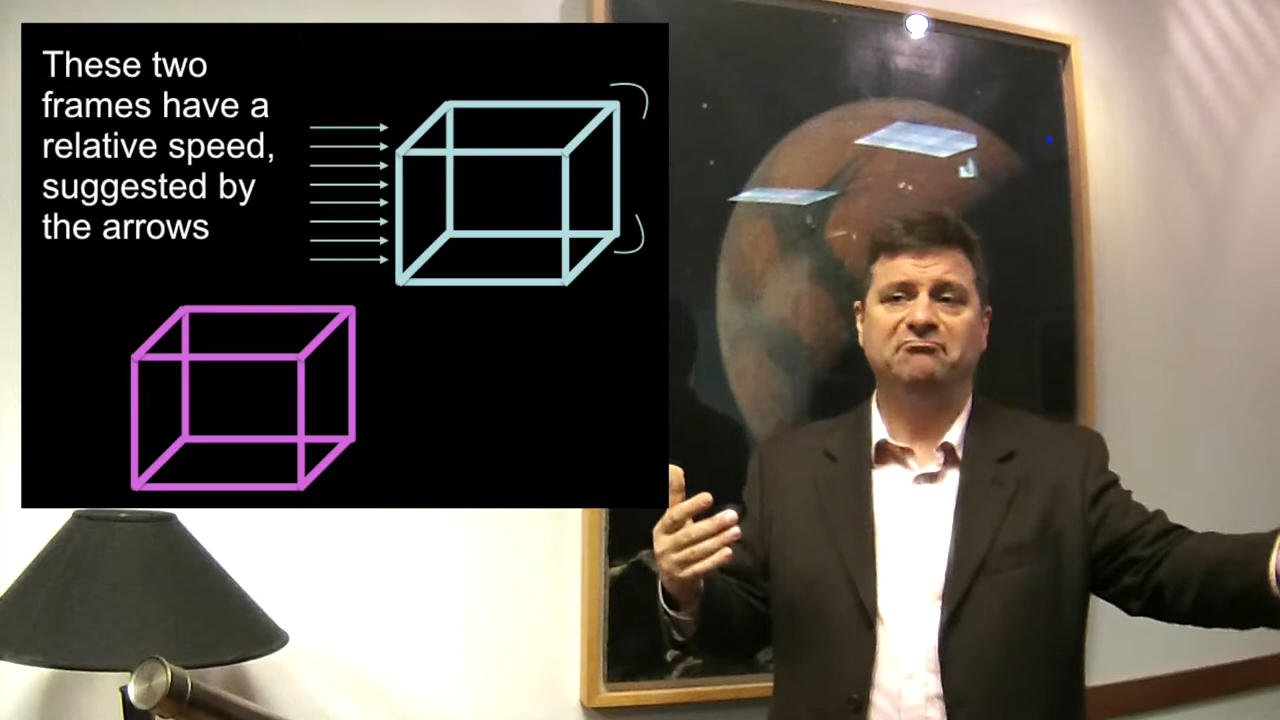 These two
frames have a
relative speed,
suggested by
the arrows